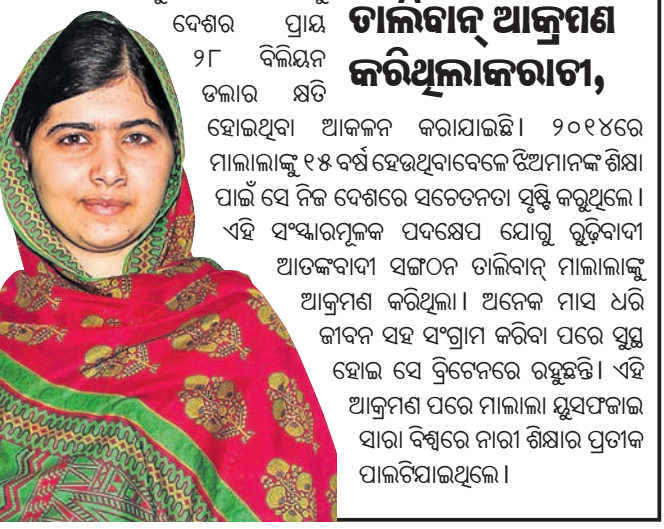 ତାଲିବାନ୍ ଆକ୍ରମଣ
କରିଥିଲାକରାଚୀ,
ଦେଶର ପ୍ରାୟ
୨୮ ବିଲିୟନ
ଡଲାର କ୍ଷତି
ହୋଇଥିବା ଆକଳନ କରାଯାଇଛି। ୨୦୧୪ରେ
ମାଲାଲାଙ୍କୁ ୧୫ ବର୍ଷ ହେଉଥିବାବେଳେ ଝିଅମାନଙ୍କ ଶିକ୍ଷା
ପାଇଁ ସେ ନିଜ ଦେଶରେ ସଚେତନତା ସୃଷ୍ଟି କରୁଥିଲେ।
ଏହି ସଂସ୍କାରମୂଳକ ପଦକ୍ଷେପ ଯୋଗୁ ରୁଢ଼ିବାଦୀ
ଆତଙ୍କବାଦୀ ସଙ୍ଗଠନ ତାଲିବାନ୍ ମାଲାଲାଙ୍କୁ
ଆକ୍ରମଣ କରିଥିଲା। ଅନେକ ମାସ ଧରି
ଜୀବନ ସହ ସଂଗ୍ରାମ କରିବା ପରେ ସୁସ୍ଥ
ହୋଇ ସେ ବ୍ରିଟେନରେ ରହୁଛନ୍ତି। ଏହି
ଆକ୍ରମଣ ପରେ ମାଲାଲା ୟୁସଫଜାଇ
ସାରା ବିଶ୍ୱରେ ନାରୀ ଶିକ୍ଷାର ପ୍ରତୀକ
ପାଲଟିଯାଇଥିଲେ।